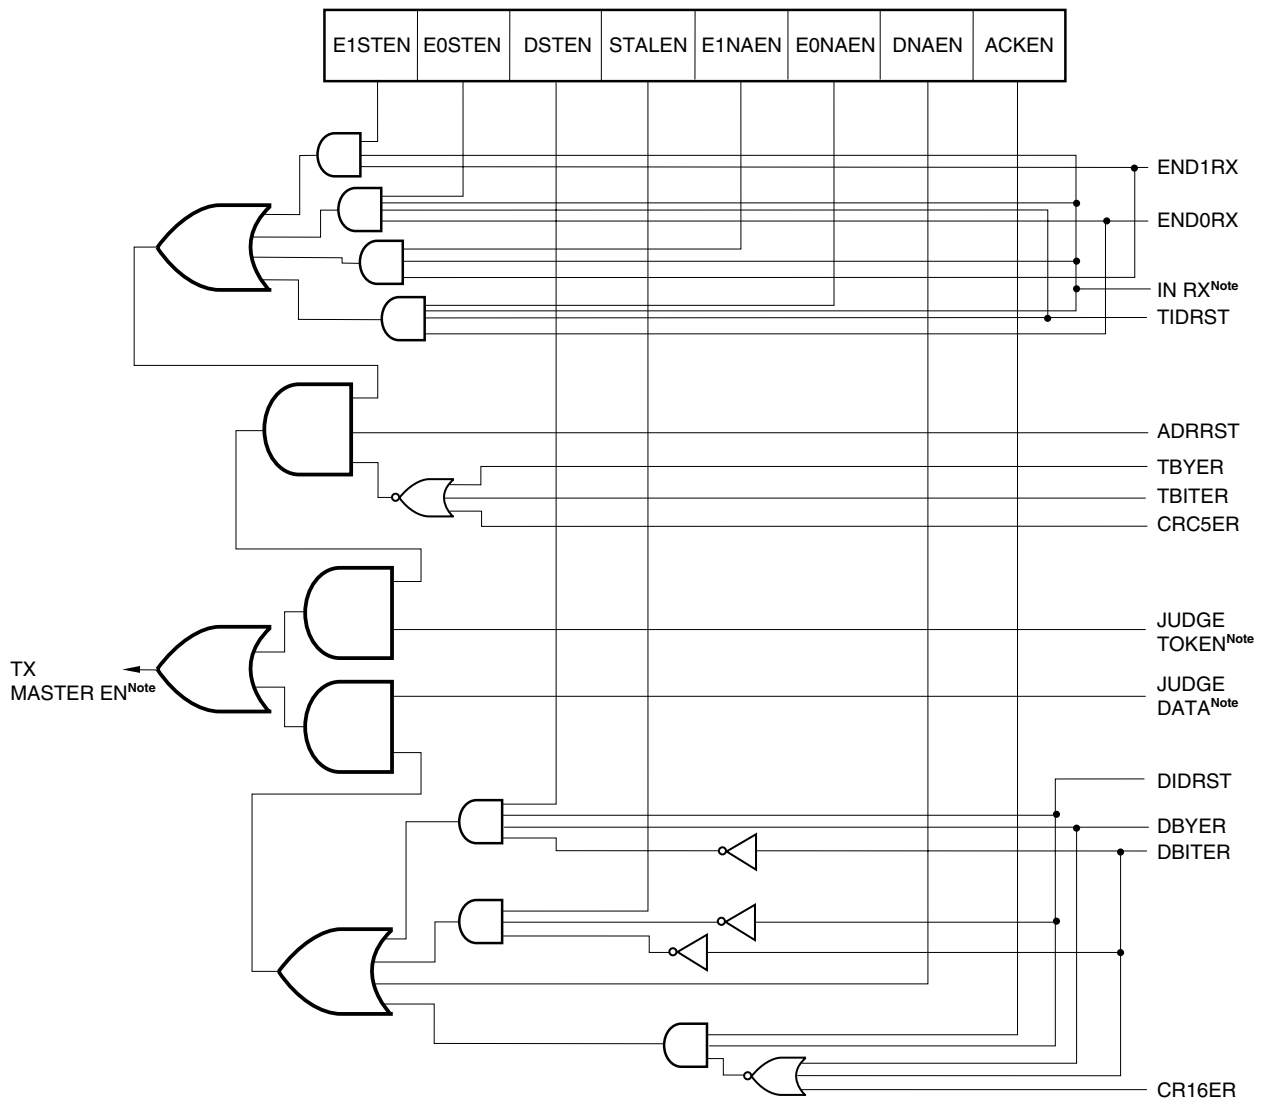 E1STEN E0STEN DSTEN STALEN E1NAEN E0NAEN DNAEN ACKEN
END1RX
END0RX
IN RXNote
TIDRST
ADRRST
TBYER
TBITER
CRC5ER
JUDGE
TOKENNote
TX
MASTER ENNote
JUDGE
DATANote
DIDRST
DBYER
DBITER
CR16ER